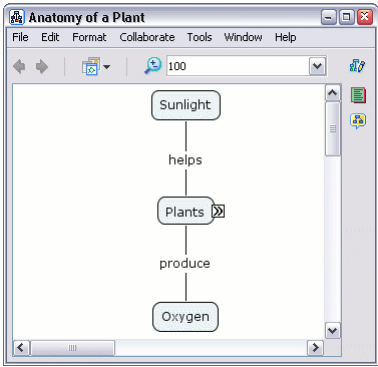 Anatomy of a Plant
File Edit Format Collaborate Tools Window Help
100
Sunlight
helps
Plants
produce
Oxygen